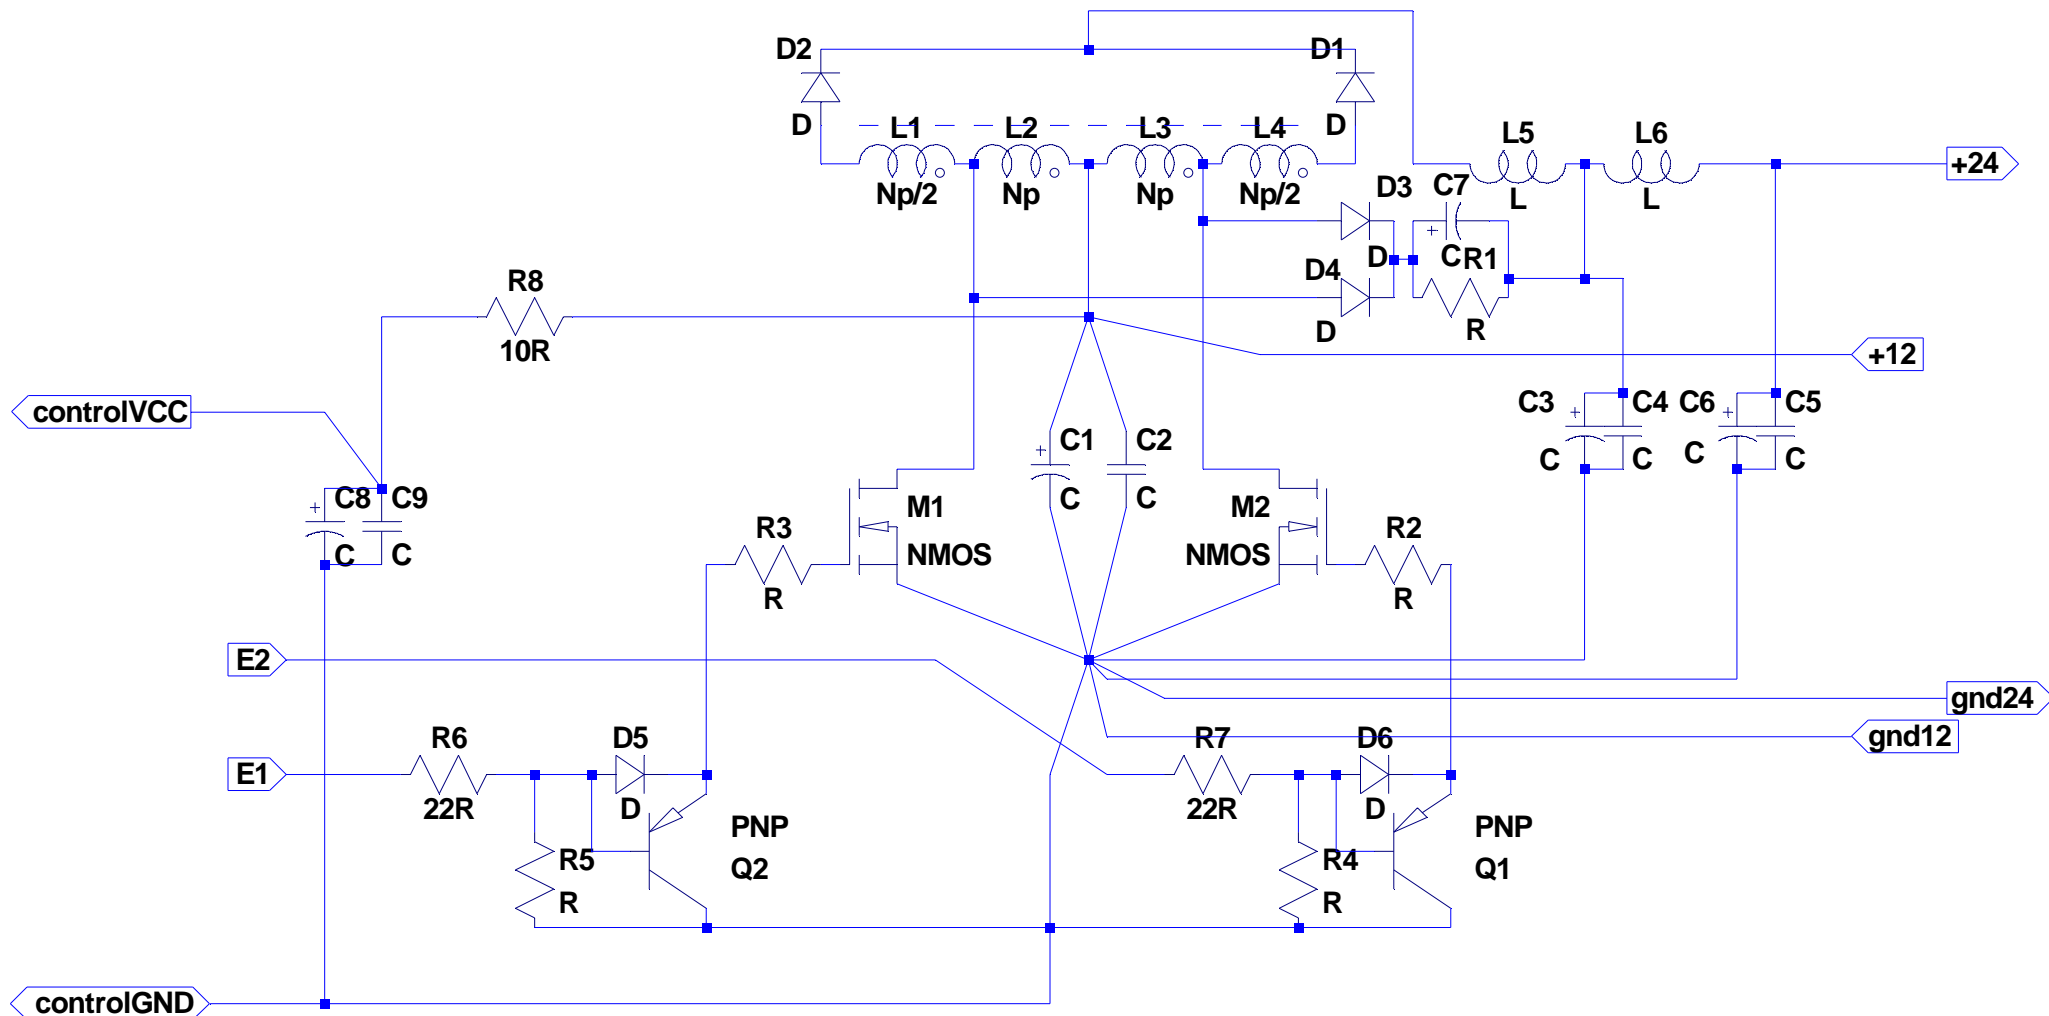 D2
D1
D
L1
L2
L3
L4
D
L5
L6
+24
Np/2
Np
Np
Np/2
D3
C7
L
L
+
D
C
R1
D4
R8
D
R
10R
+12
controlVCC
C3
+
C4
C6
+
C5
C1
+
C2
C
C
C
C
C8
+
C9
C
C
M1
M2
C
C
R3
R2
NMOS
NMOS
R
R
E2
gnd24
gnd12
R6
D5
R7
D6
E1
22R
D
22R
D
PNP
PNP
R5
Q2
R4
Q1
R
R
controlGND